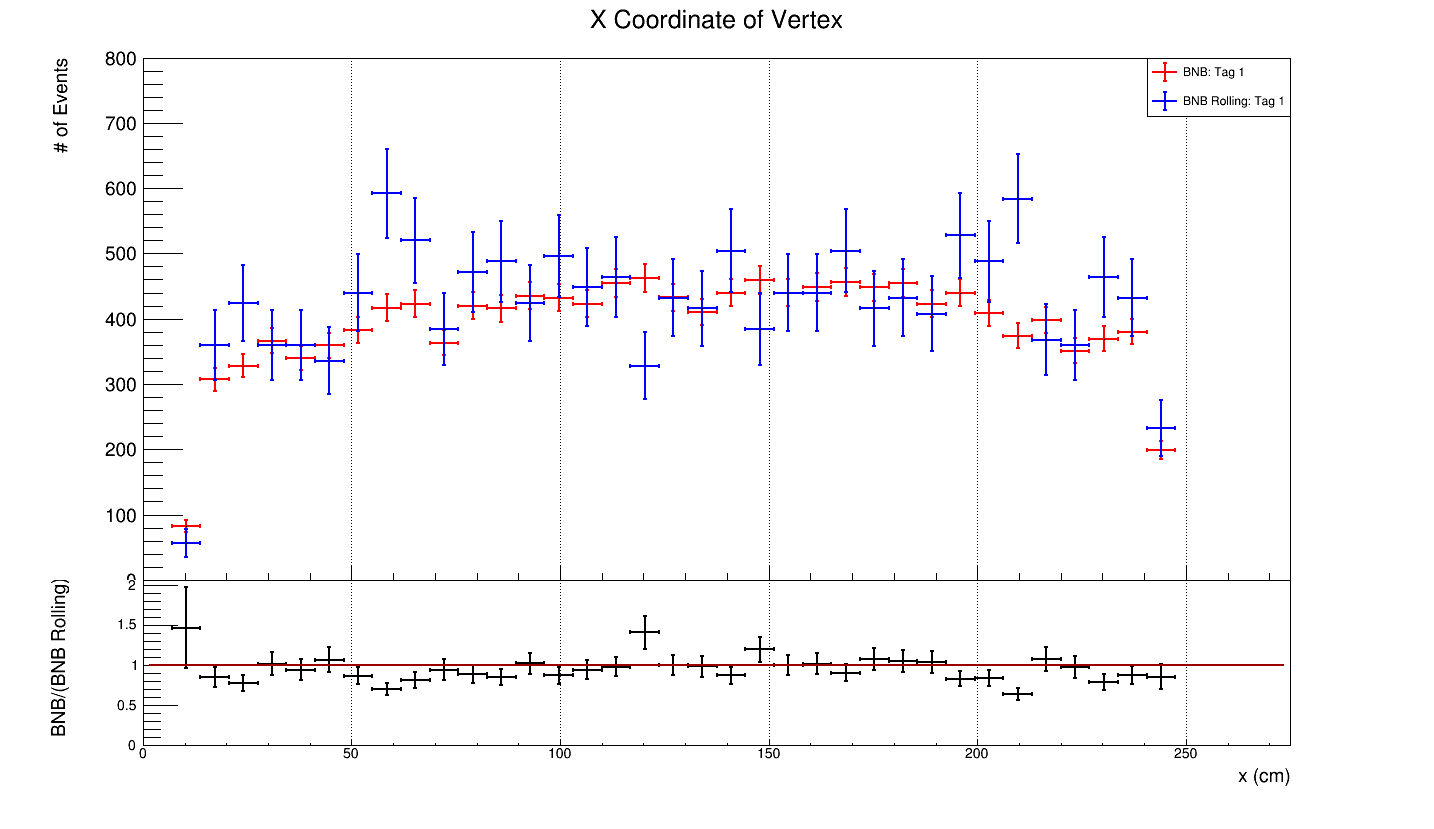 X Coordinate of Vertex
# of Events
800
700
600
500
400
300
200
100
0
BNB: Tag 1
BNB Rolling: Tag 1
BNB/(BNB Rolling)
2
1.5
1
0.5
0
0 50 100 150 200 250
x (cm)